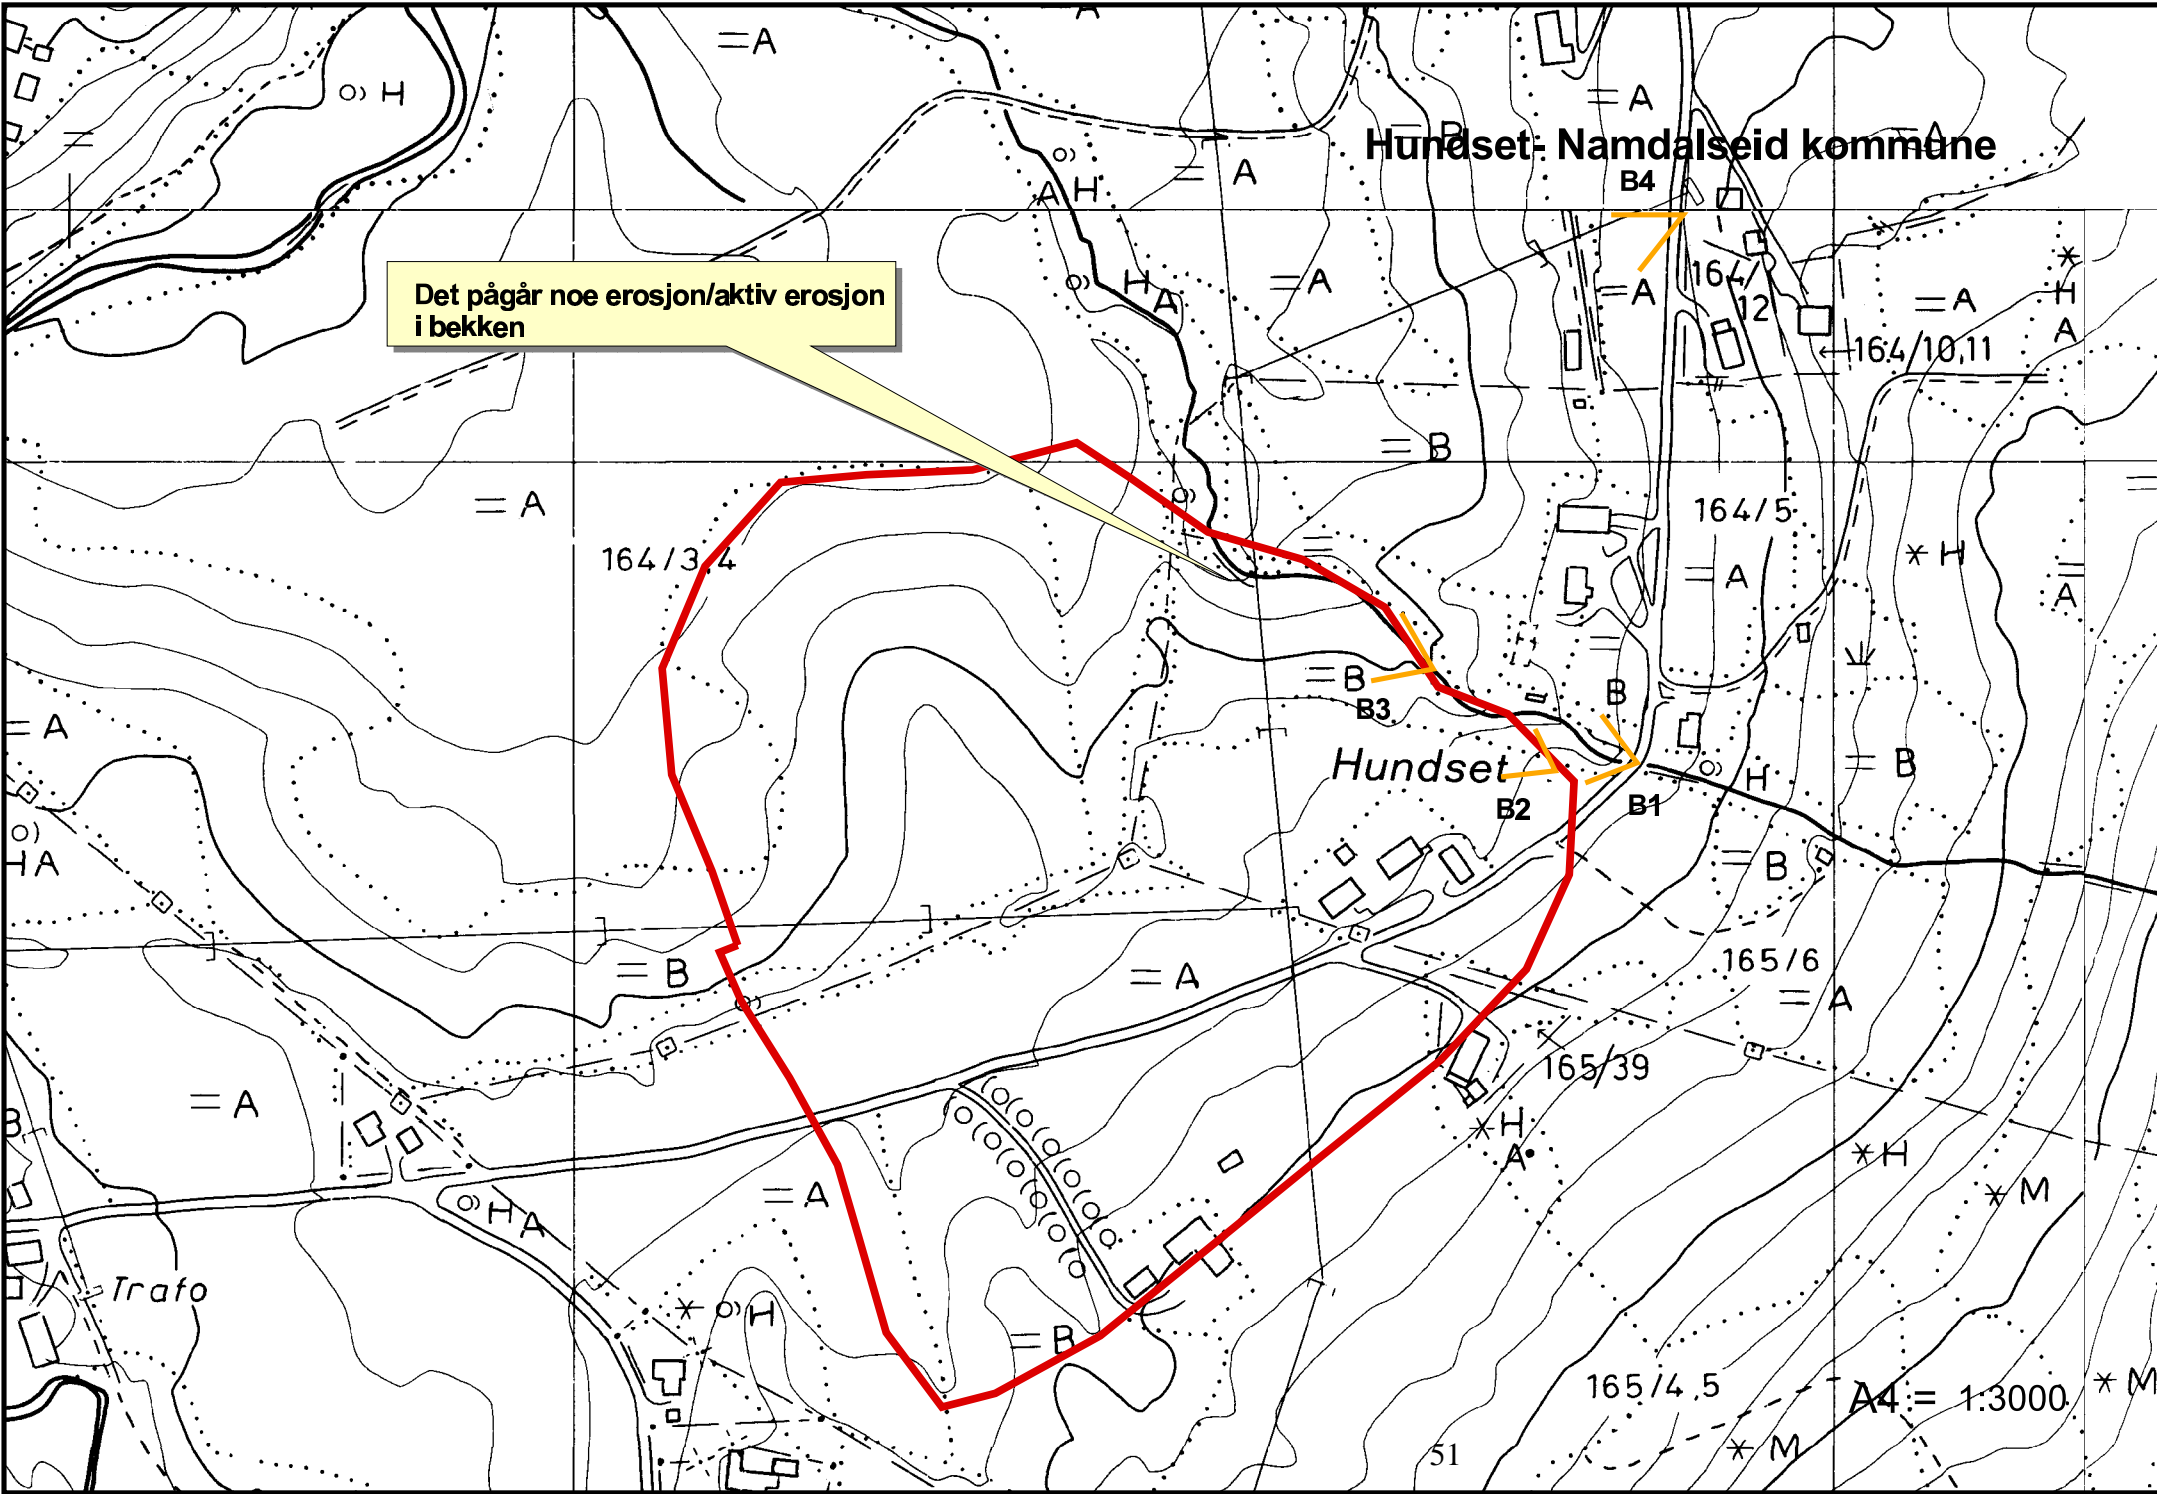 A
= A
o) H
= A
= B
= A
Hundset- Namdalseid kommune
B4
= A
A H
164/
12
= A
= A
H
A
H
A
= A
Det pågår noe erosjon/aktiv erosjon
i bekken
164/10,11
= B
= A
164/5
164/3,4
H
= A
A
= B
B3
B
= A
Hundset
B2
B1
H
= B
HA
= B
= B
= A
165/6
= A
165/39
= A
B
H
A
H
M
= A
H A
Trafo
H
= B
165/4,5
A4 = 1:3000
M
51
M